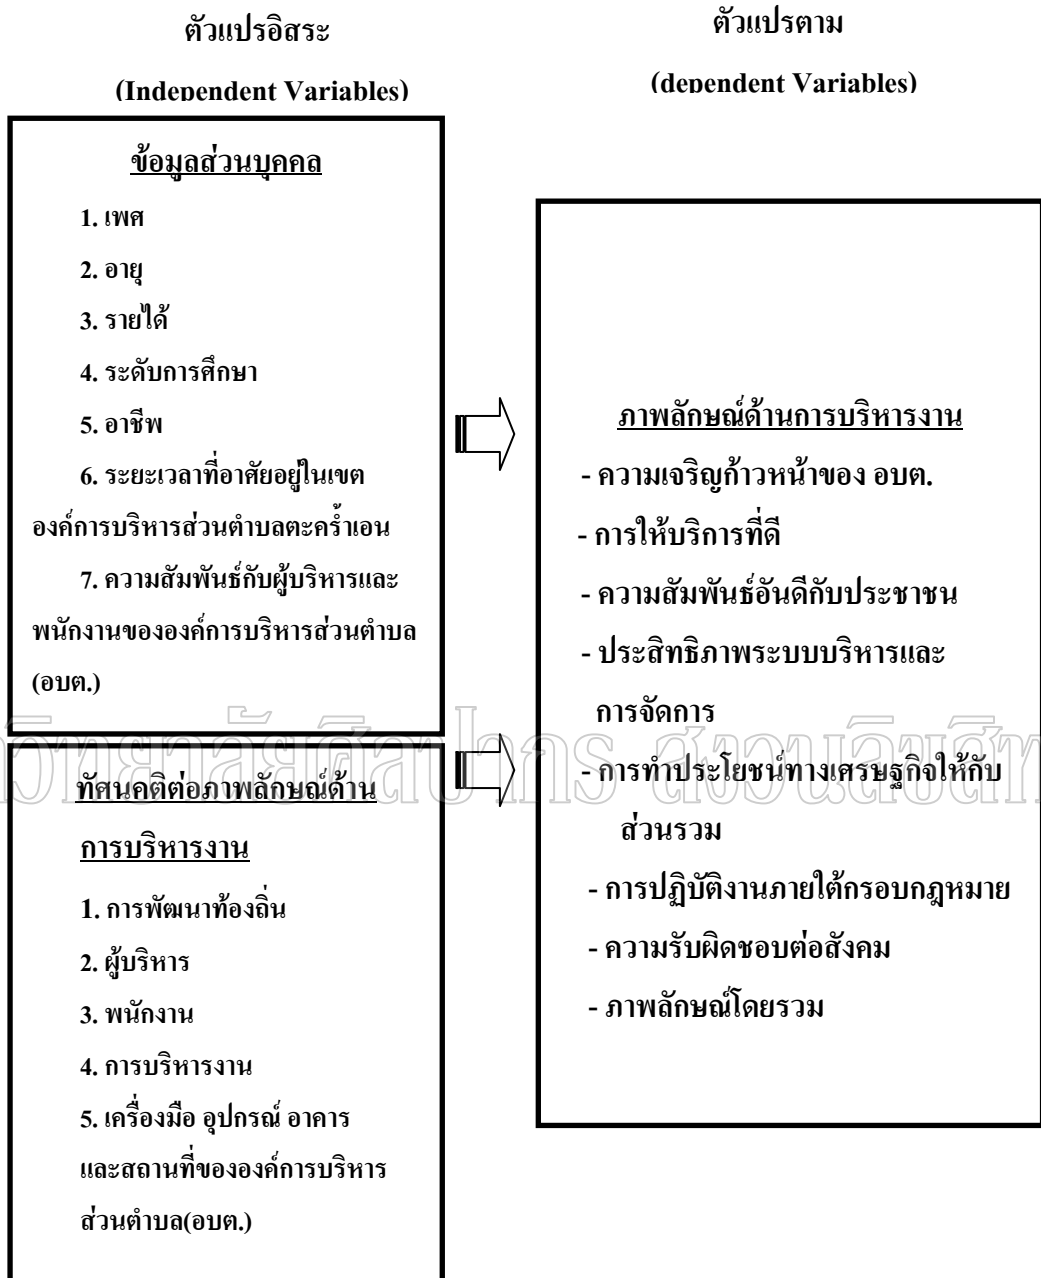 ตัวแปรอิสระ
(Independent Variables)
ข้อมูลส่วนบุคคล
1. เพศ
2. อายุ
3. รายได้
4. ระดับการศึกษา
5. อาชีพ
6. ระยะเวลาที่อาศัยอยู่ในเขต
องค์การบริหารส่วนตำบลตะคร้ำเอน
7. ความสัมพันธ์กับผู้บริหารและ
พนักงานขององค์การบริหารส่วนตำบล
(อบต.)
ทัศนคติต่อภาพลักษณ์ด้าน
การบริหารงาน
1. การพัฒนาท้องถิ่น
2. ผู้บริหาร
3. พนักงาน
4. การบริหารงาน
5. เครื่องมือ อุปกรณ์ อาคาร
และสถานที่ขององค์การบริหาร
ส่วนตำบล(อบต.)
ตัวแปรตาม
(dependent Variables)
ภาพลักษณ์ด้านการบริหารงาน
- ความเจริญก้าวหน้าของ อบต.
- การให้บริการที่ดี
- ความสัมพันธ์อันดีกับประชาชน
- ประสิทธิภาพระบบบริหารและ
การจัดการ
- การทำประโยชน์ทางเศรษฐกิจให้กับ
ส่วนรวม
- การปฏิบัติงานภายใต้กรอบกฎหมาย
- ความรับผิดชอบต่อสังคม
- ภาพลักษณ์โดยรวม